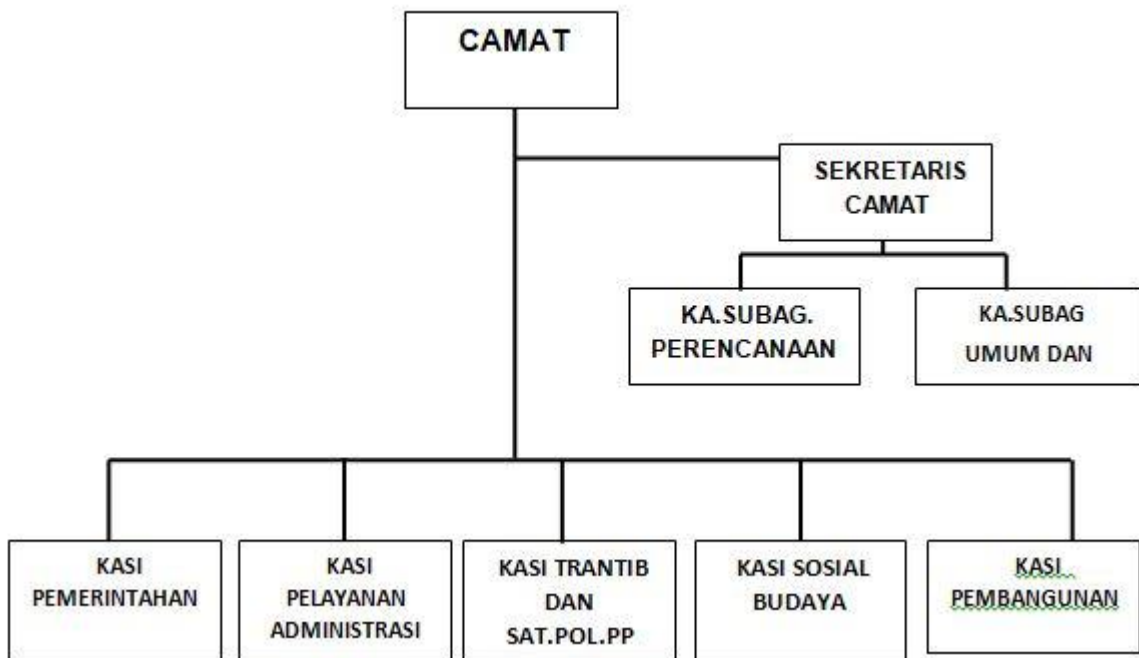 CAMAT
SEKRETARIS
CAMAT
KA.SUBAG.
PERENCANAAN
KA.SUBAG
UMUM DAN
KASI
PEMERINTAHAN
KASI
PELAYANAN
ADMINISTRASI
KASI TRANTIB
DAN
SAT.POL.PP
KASI SOSIAL
BUDAYA
KASI
PEMBANGUNAN